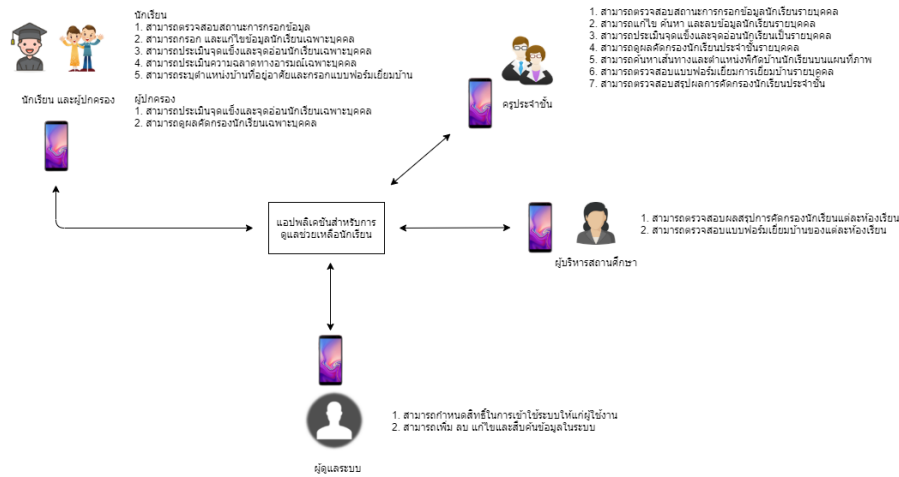 นักเรียน
1. สามารถตรวจสอบสถานะการกรอกข้อมูล
2. สามารถกรอก และแก้ไขข้อมูลนักเรียนเฉพาะบุคคล
3. สามารถประเมินจุดแข็งและจุดอ่อนนักเรียนเฉพาะบุคคล
4. สามารถประเมินความฉลาดทางอารมณ์เฉพาะบุคคล
5. สามารถระบุตำแหน่งบ้านที่อยู่อาศัยและกรอกแบบฟอร์มเยี่ยมบ้าน
นักเรียน และผู้ปกครอง
ผู้ปกครอง
1. สามารถประเมินจุดแข็งและจุดอ่อนนักเรียนเฉพาะบุคคล
2. สามารถดูผลคัดกรองนักเรียนเฉพาะบุคคล
1. สามารถตรวจสอบสถานะการกรอกข้อมูลนักเรียนรายบุคคล
2. สามารถแก้ไข ค้นหา และลบข้อมูลนักเรียนรายบุคคล
3. สามารถประเมินจุดแข็งและจุดอ่อนนักเรียนเป็นรายบุคคล
4. สามารถดูผลคัดกรองนักเรียนประจำชั้นรายบุคคล
5. สามารถค้นหาเส้นทางและตำแหน่งพิกัดบ้านนักเรียนบนแผนที่ภาพ
6. สามารถตรวจสอบแบบฟอร์มเยี่ยมการเยี่ยมบ้านรายบุคคล
7. สามารถตรวจสอบสรุปผลการคัดกรองนักเรียนประจำชั้น
ครูประจำชั้น
แอปพลิเคชันสำหรับการ
ดูแลช่วยเหลือนักเรียน
1. สามารถตรวจสอบผลสรุปการคัดกรองนักเรียนแต่ละห้องเรียน
2. สามารถตรวจสอบแบบฟอร์มเยี่ยมบ้านของแต่ละห้องเรียน
ผู้บริหารสถานศึกษา
1. สามารถกำหนดสิทธิ์ในการเข้าใช้ระบบให้แก่ผู้ใช้งาน
2. สามารถเพิ่ม ลบ แก้ไขและสืบค้นข้อมูลในระบบ
ผู้ดูแลระบบ